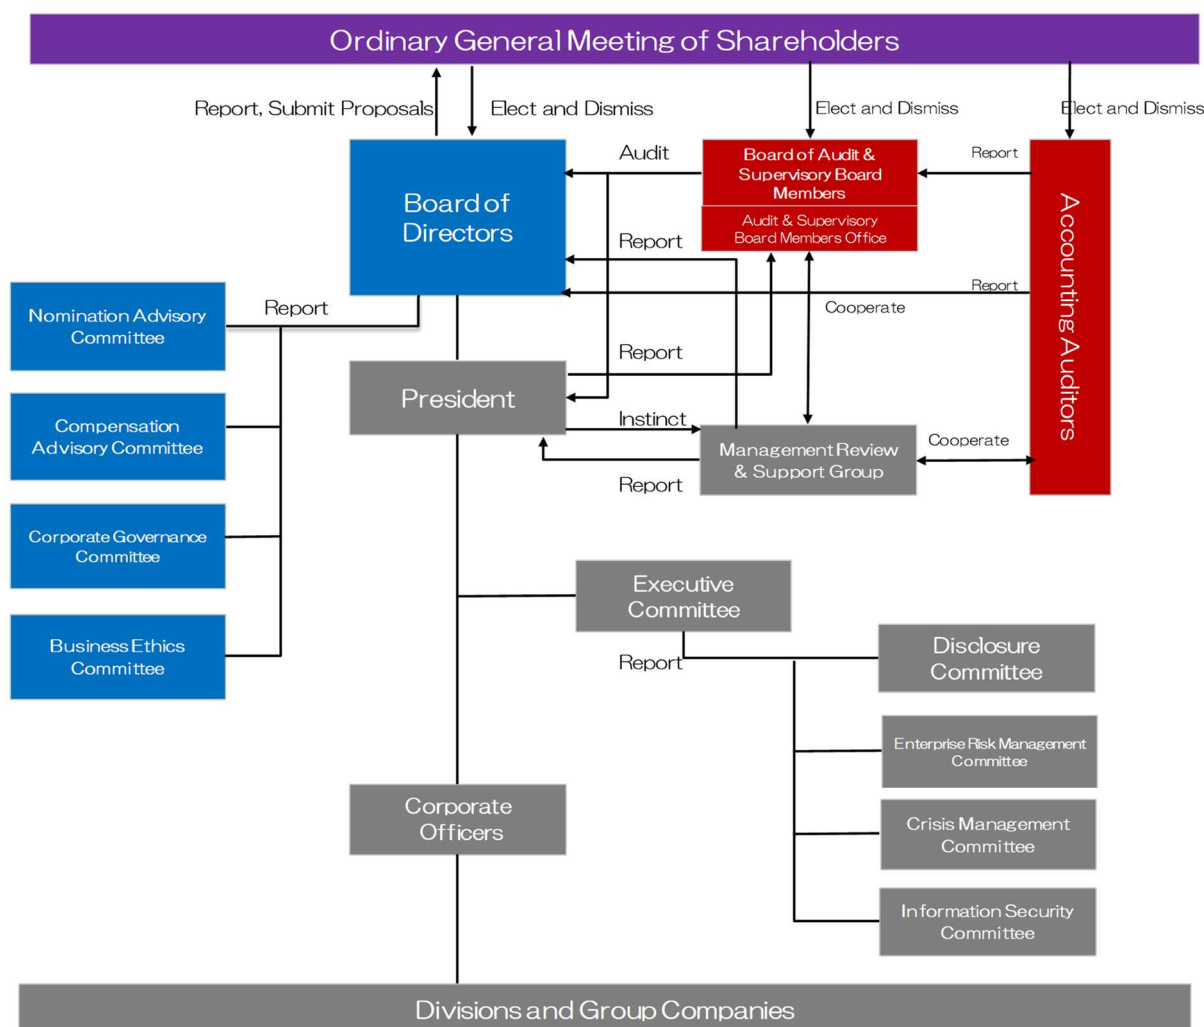 Ordinary General Meeting of Shareholders
Report, Submit Proposals
Elect and Dismiss
Elect and Dismiss
Elect and Dismiss
Board of
Directors
Audit
Board of Audit &
Supervisory Board
Members
Audit & Supervisory
Board Members Office
Report
Accounting Auditors
Report
Report
Cooperate
Nomination Advisory
Committee
Report
Compensation
Advisory Committee
Corporate Governance
Committee
Business Ethics
Committee
President
Report
Instinct
Report
Management Review
& Support Group
Cooperate
Executive
Committee
Report
Disclosure
Committee
Enterprise Risk Management
Committee
Crisis Management
Committee
Information Security
Committee
Corporate
Officers
Divisions and Group Companies